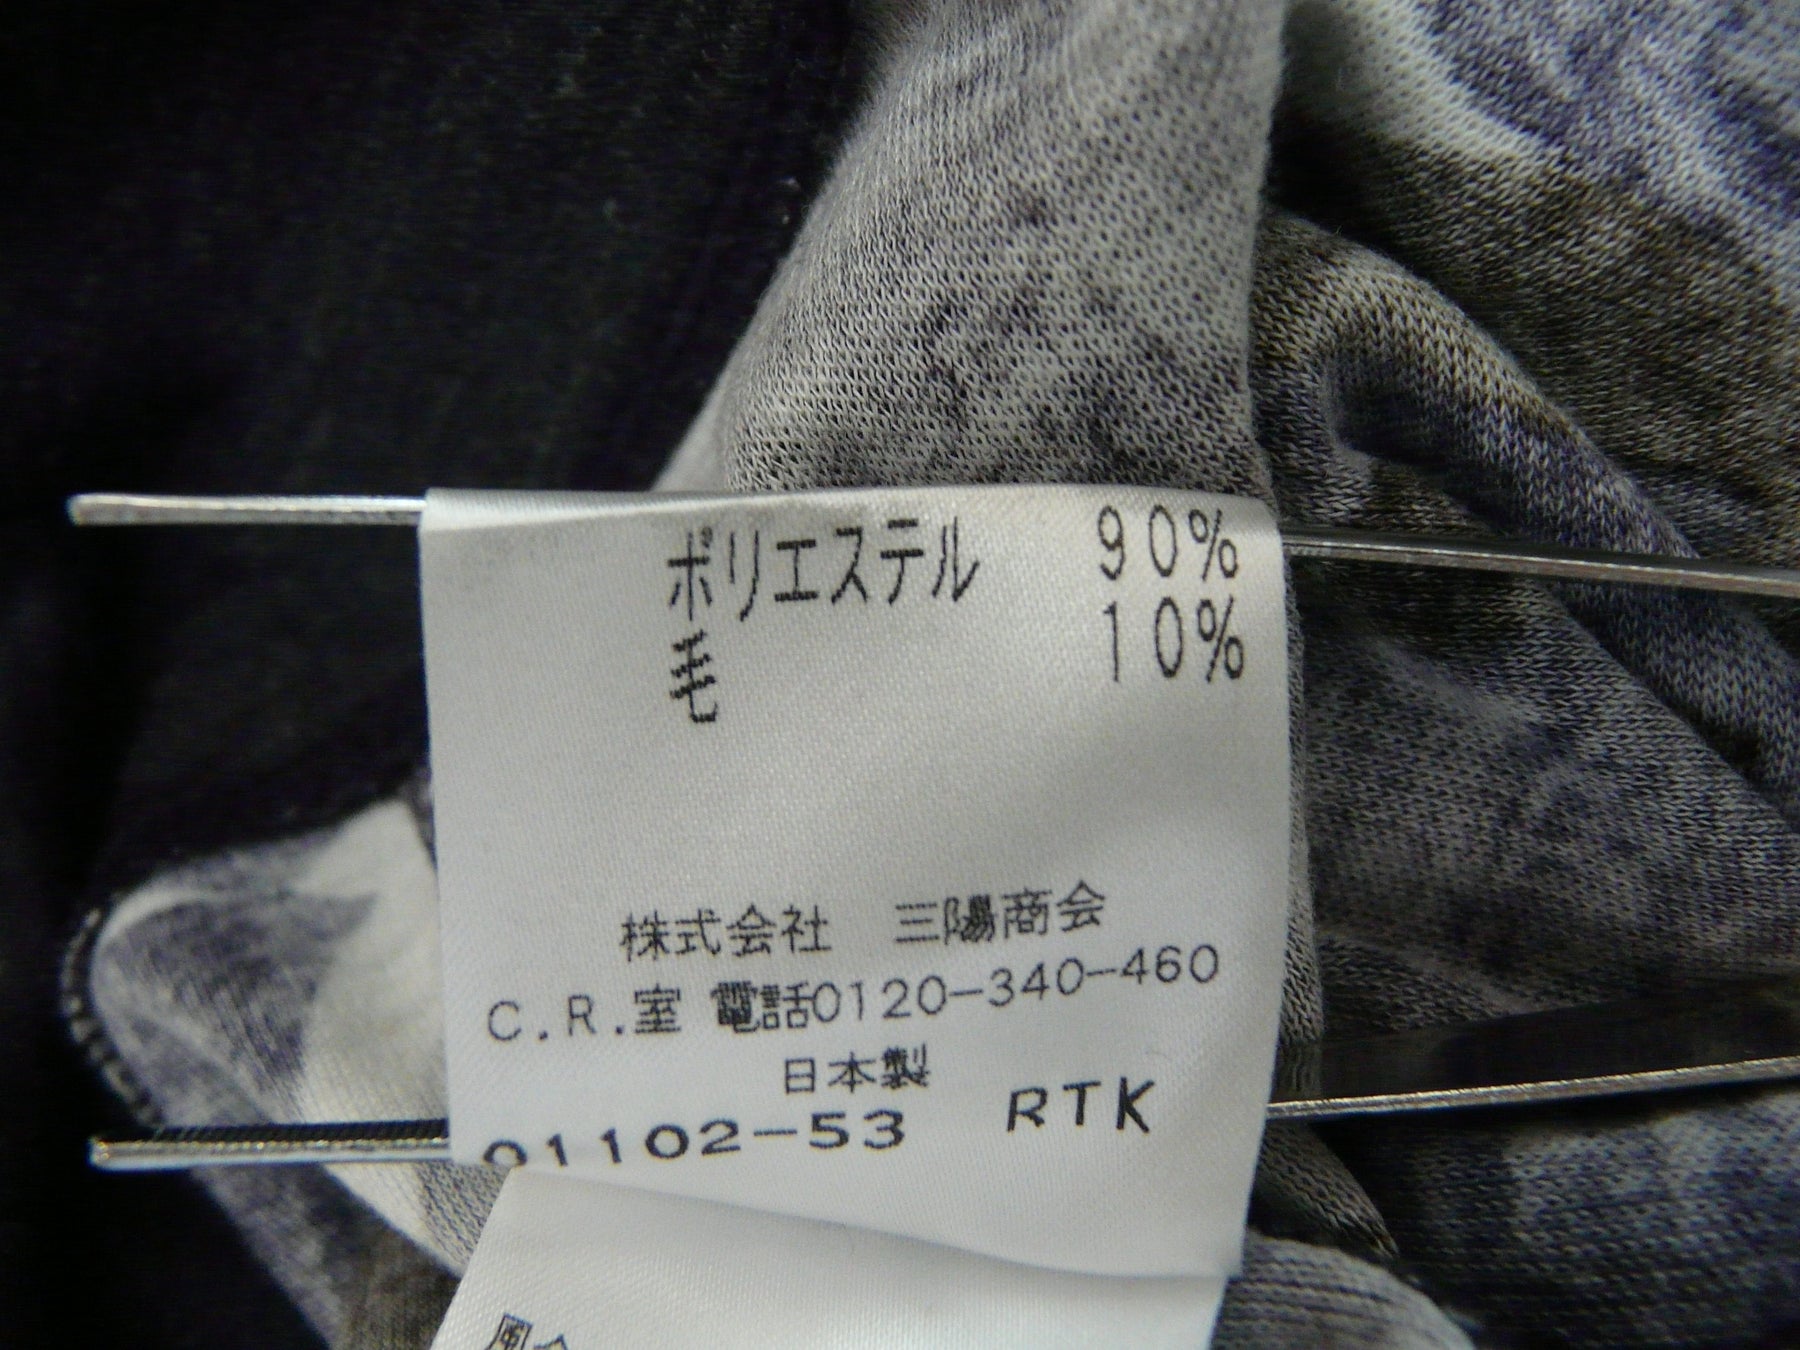 ポリエステル 90%
毛 10%
株式会社 三陽商会
C.R.室 電話0120-340-460
日本製
01102-53 RTK